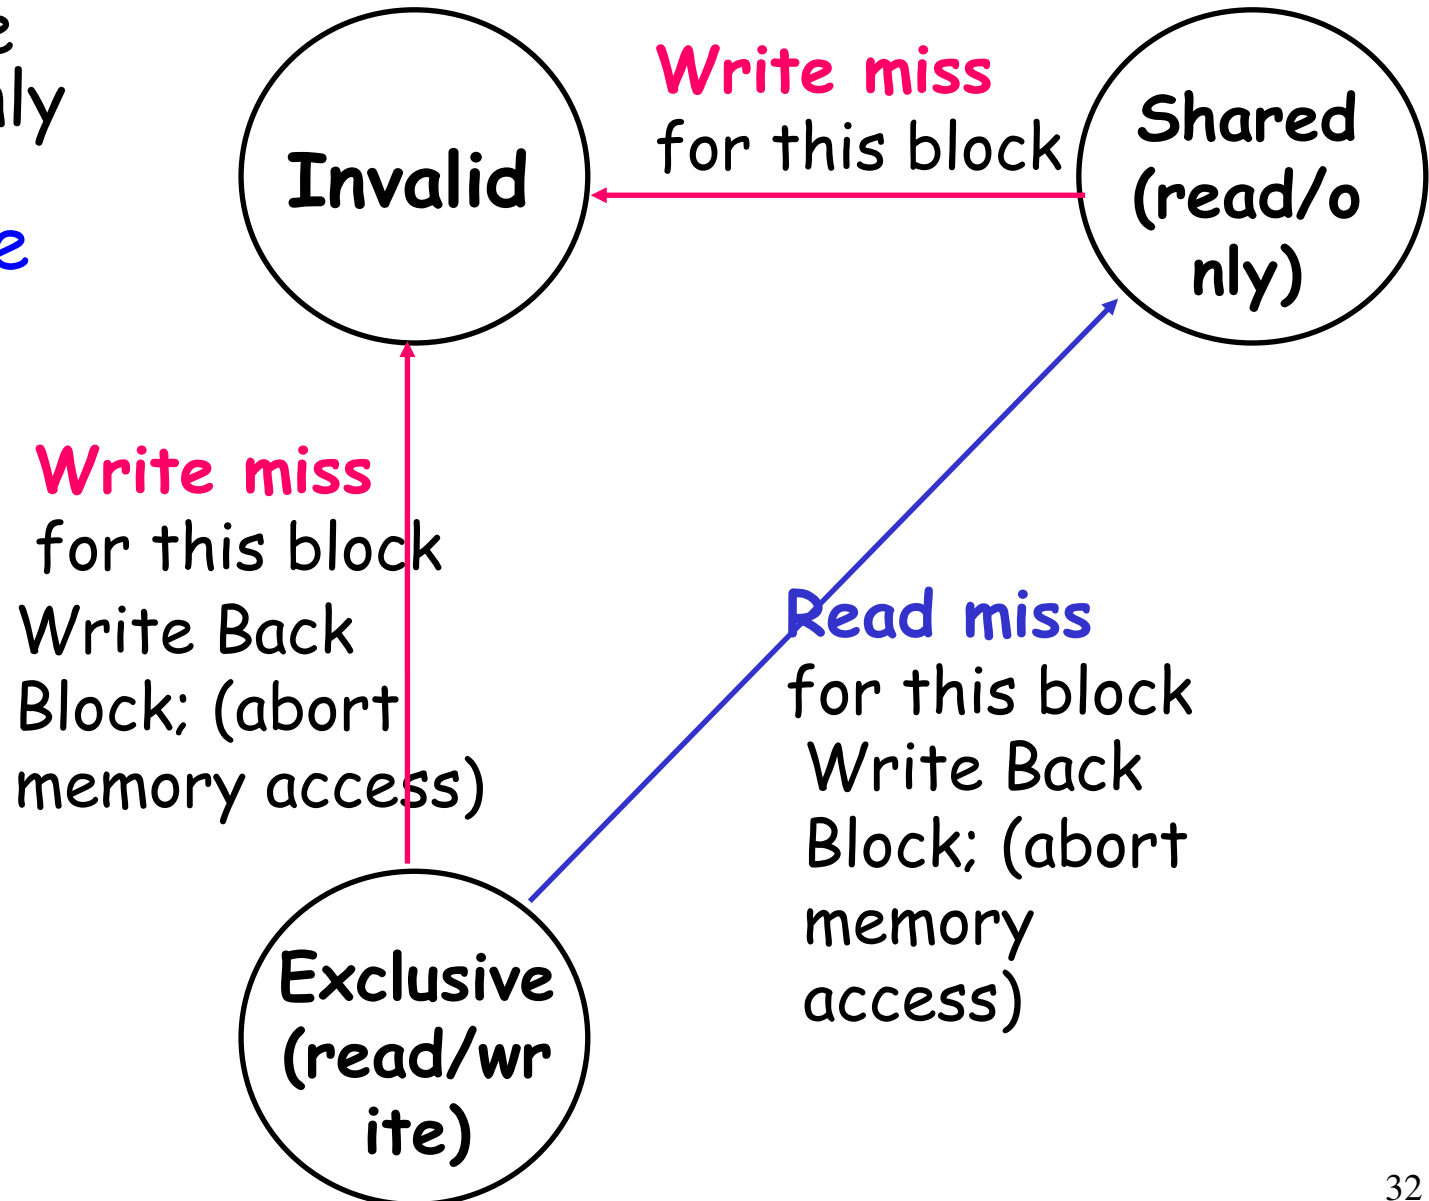 Invalid
Write miss
for this block
Shared
(read/o
nly)
Write miss
for this block
Write Back
Block; (abort
memory access)
Read miss
for this block
Write Back
Block; (abort
memory
access)
Exclusive
(read/wr
ite)
32